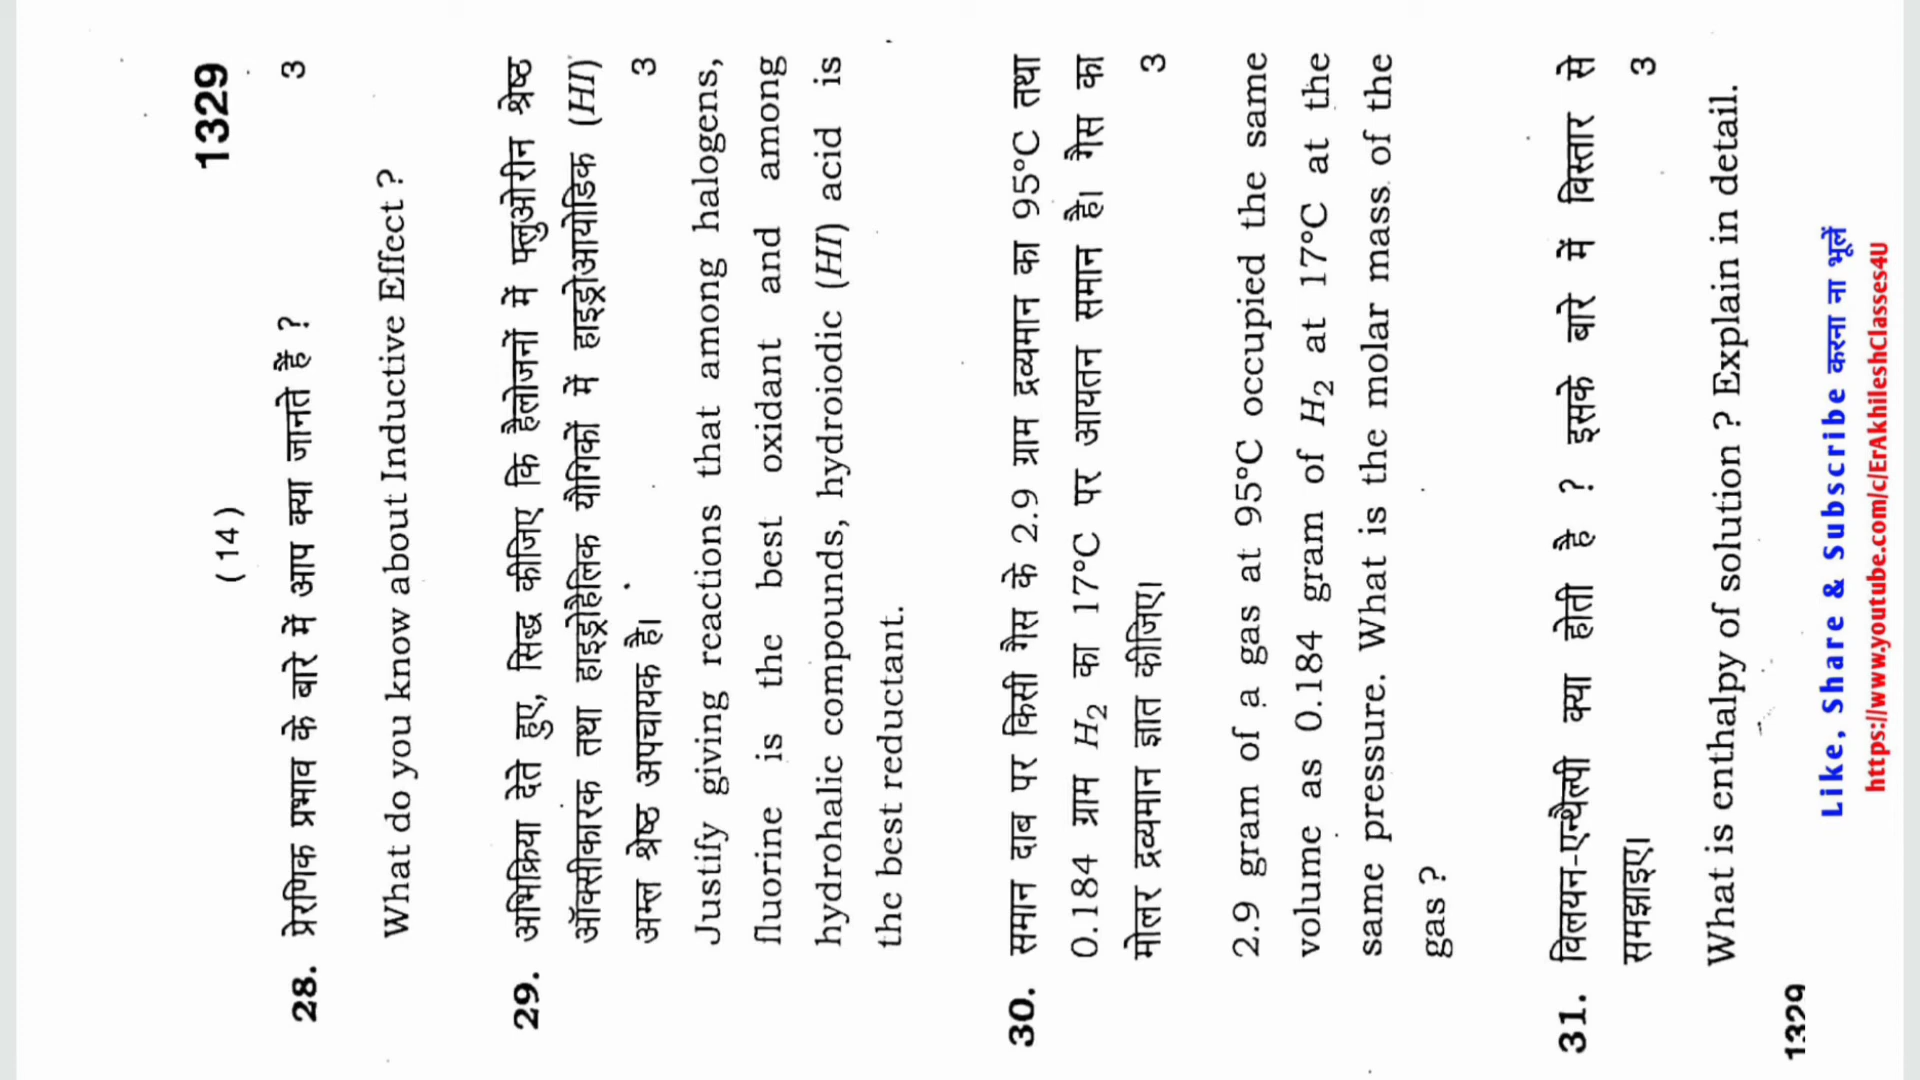 ( 14 )
1329
28. प्रेरणिक प्रभाव के बारे में आप क्या जानते हैं ? 3
What do you know about Inductive Effect ?
29. अभिक्रिया देते हुए, सिद्ध कीजिए कि हैलोजनों में फ्लुओरीन श्रेष्ठ
ऑक्सीकारक तथा हाइड्रोहैलिक यौगिकों में हाइड्रोआयोडिक (HI)
अम्ल श्रेष्ठ अपचायक है। 3
Justify giving reactions that among halogens,
fluorine is the best oxidant and among
hydrohalic compounds, hydroiodic (HI) acid is
the best reductant.
30. समान दाब पर किसी गैस के 2.9 ग्राम द्रव्यमान का 95°C तथा
0.184 ग्राम H₂ का 17°C पर आयतन समान है। गैस का
मोलर द्रव्यमान ज्ञात कीजिए। 3
2.9 gram of a gas at 95°C occupied the same
volume as 0.184 gram of H₂ at 17°C at the
same pressure. What is the molar mass of the
gas ?
31. विलयन-एन्थैल्पी क्या होती है ? इसके बारे में विस्तार से
समझाइए। 3
What is enthalpy of solution ? Explain in detail.
1329
Like, Share & Subscribe करना ना भूलें
https://www.youtube.com/c/ErAkhileshClasses4U